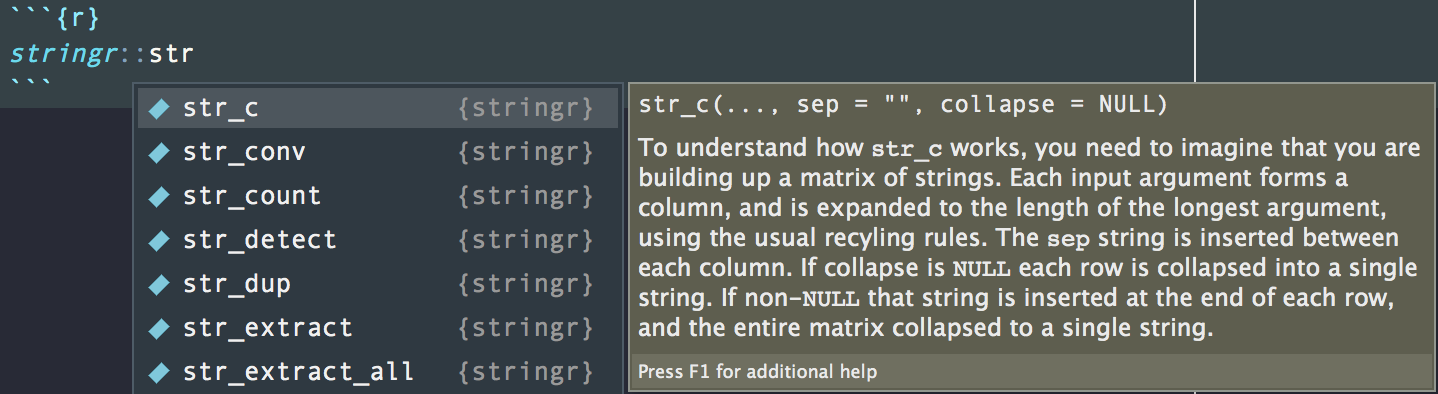 ```{r}
stringr::str
```
str_c {stringr}
str_conv {stringr}
str_count {stringr}
str_detect {stringr}
str_dup {stringr}
str_extract {stringr}
str_extract_all {stringr}
str_c(..., sep = "", collapse = NULL)
To understand how str_c works, you need to imagine that you are
building up a matrix of strings. Each input argument forms a
column, and is expanded to the length of the longest argument,
using the usual recyling rules. The sep string is inserted between
each column. If collapse is NULL each row is collapsed into a single
string. If non-NULL that string is inserted at the end of each row,
and the entire matrix collapsed to a single string.
Press F1 for additional help